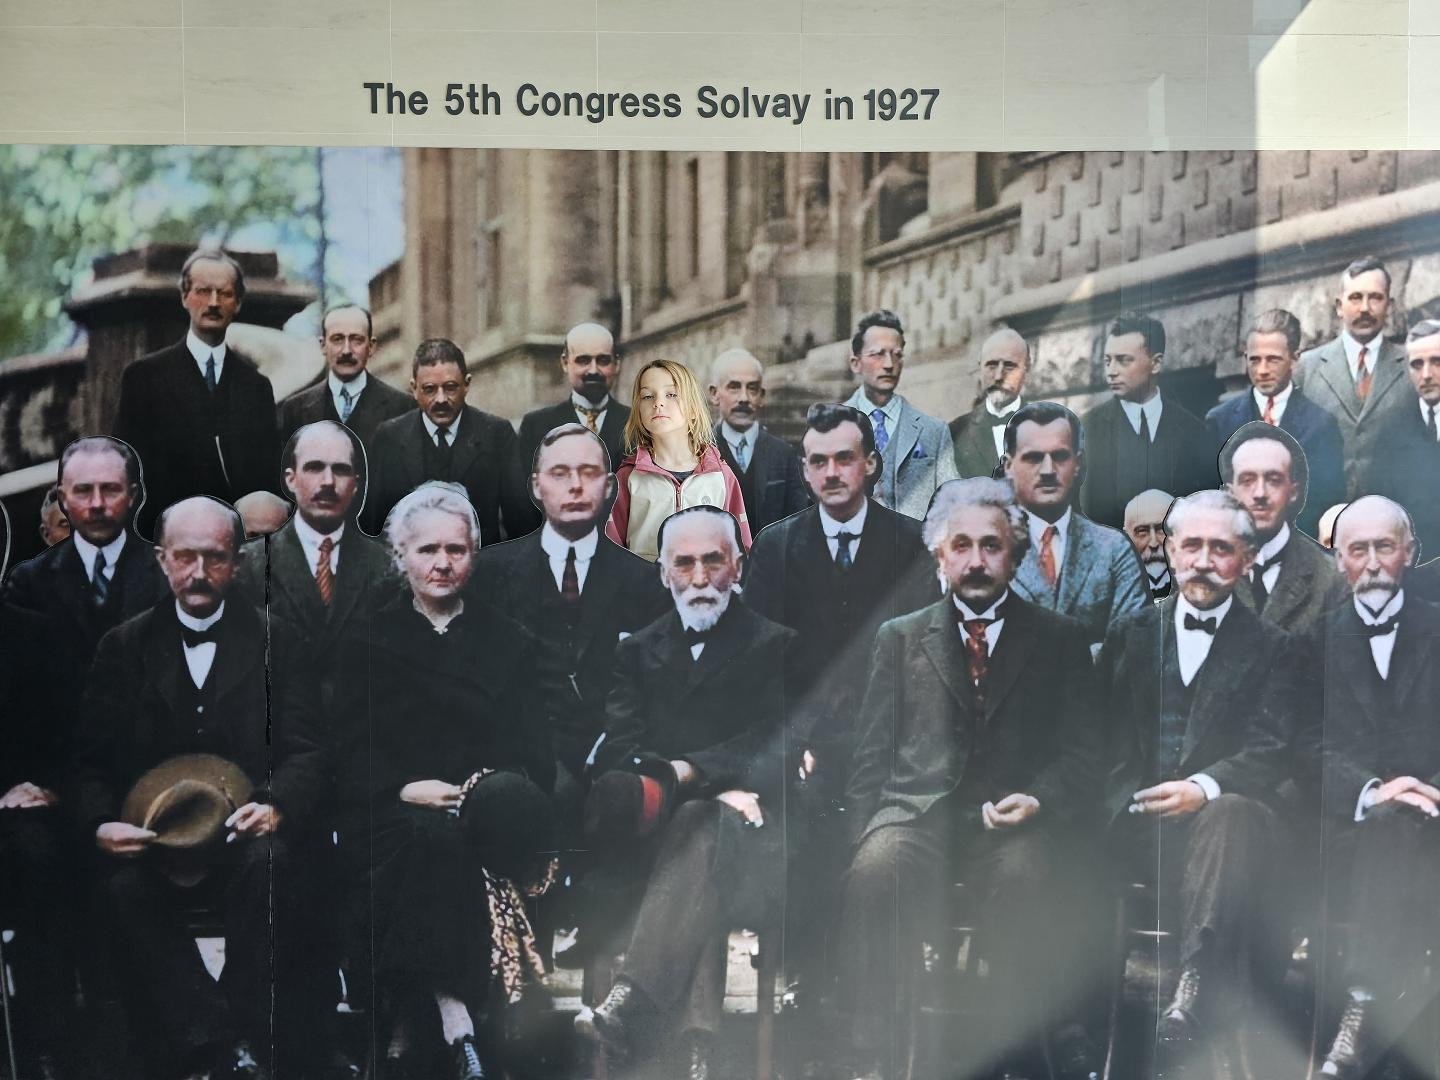 The 5th Congress Solvay in 1927